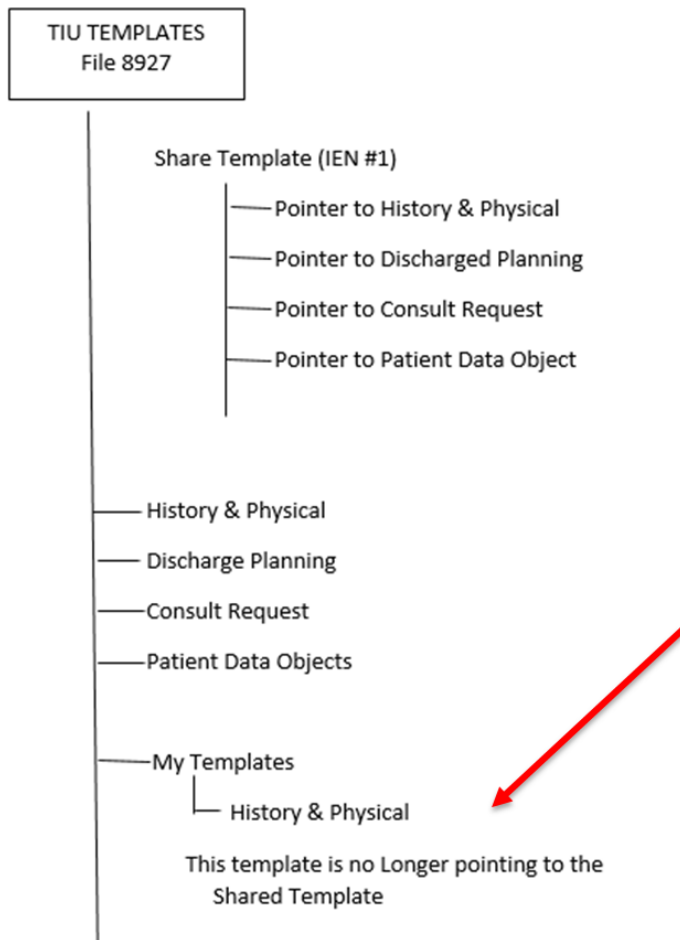 TIU TEMPLATES
File 8927
Share Template (IEN #1)
Pointer to History & Physical
Pointer to Discharged Planning
Pointer to Consult Request
Pointer to Patient Data Object
History & Physical
Discharge Planning
Consult Request
Patient Data Objects
My Templates
History & Physical
This template is no Longer pointing to the
Shared Template